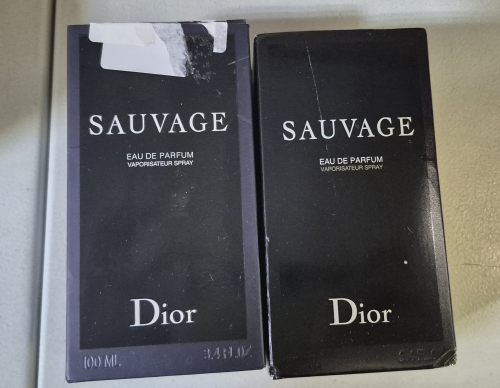 SAUVAGE
EAU DE PARFUM
VAPORISATEUR SPRAY
Dior
100 ML 3.4 FL.OZ
SAUVAGE
EAU DE PARFUM
VAPORISATEUR SPRAY
Dior